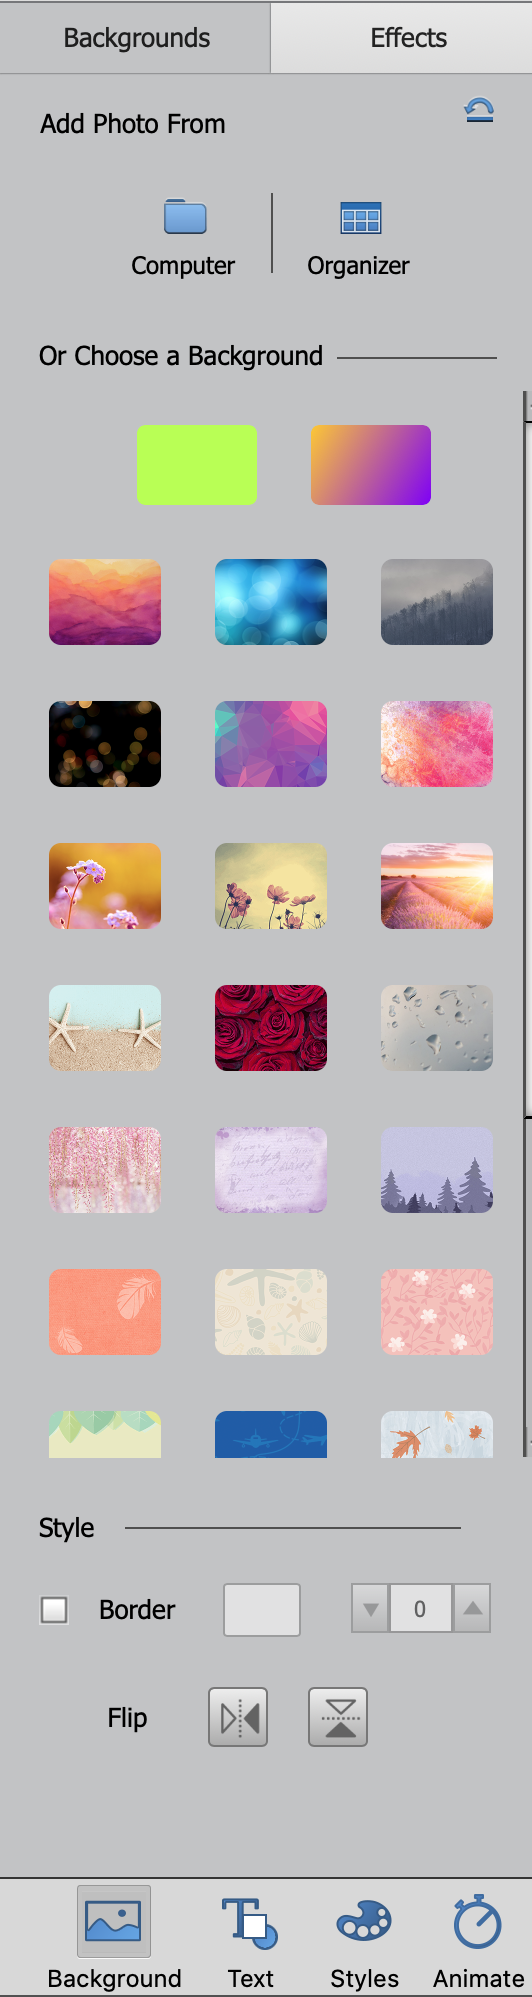 Backgrounds Effects
Add Photo From
Computer Organizer
Or Choose a Background
Style
Border 0
Flip
Background Text Styles Animate